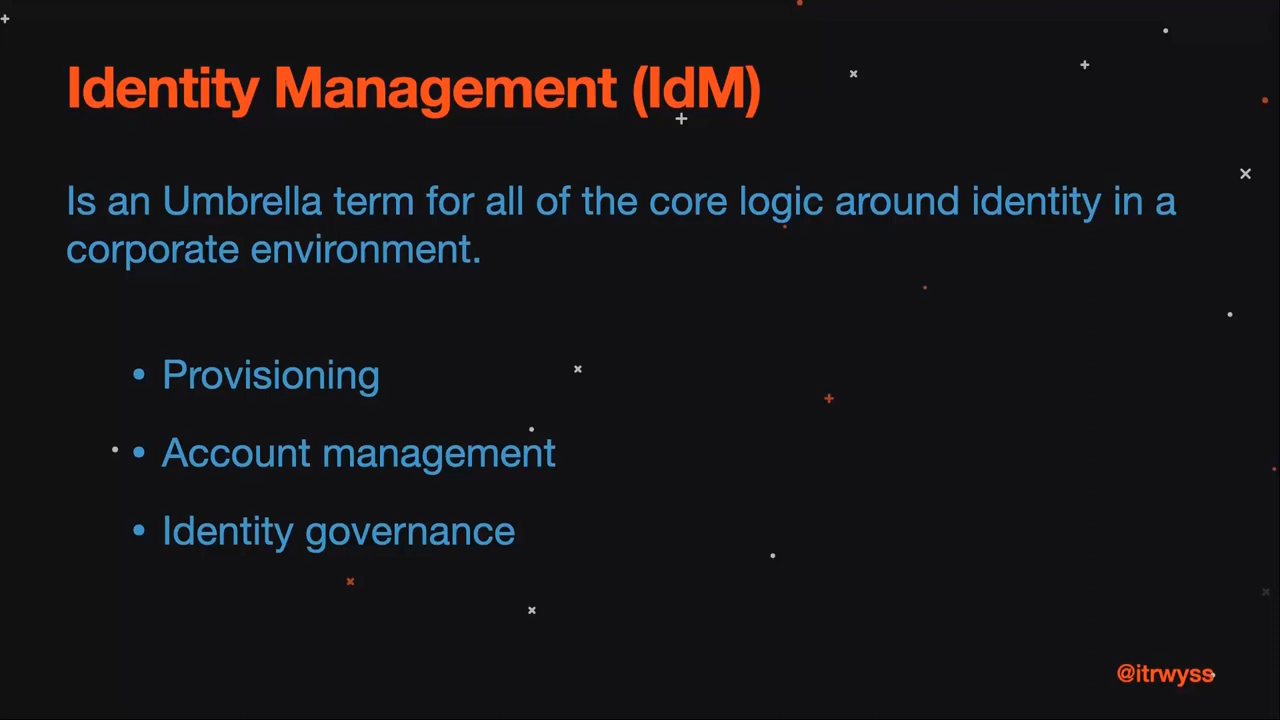 Identity Management (IdM)
Is an Umbrella term for all of the core logic around identity in a
corporate environment.
• Provisioning
• Account management
• Identity governance
@itrwyss